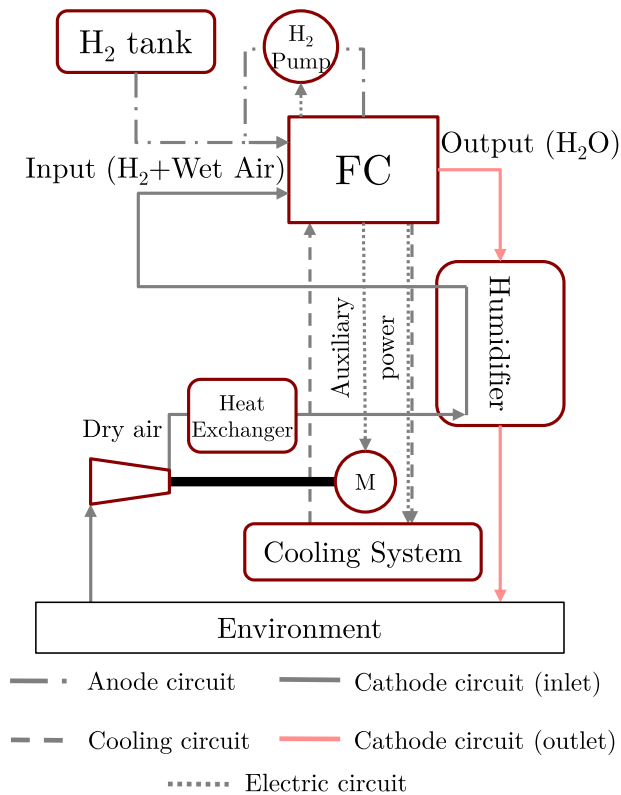 H₂ tank
H₂
Pump
Output (H₂O)
Input (H₂+Wet Air)
FC
Humidifier
Auxiliary
power
Heat
Exchanger
Dry air
M
Cooling System
Environment
Anode circuit
Cathode circuit (inlet)
Cooling circuit
Cathode circuit (outlet)
Electric circuit